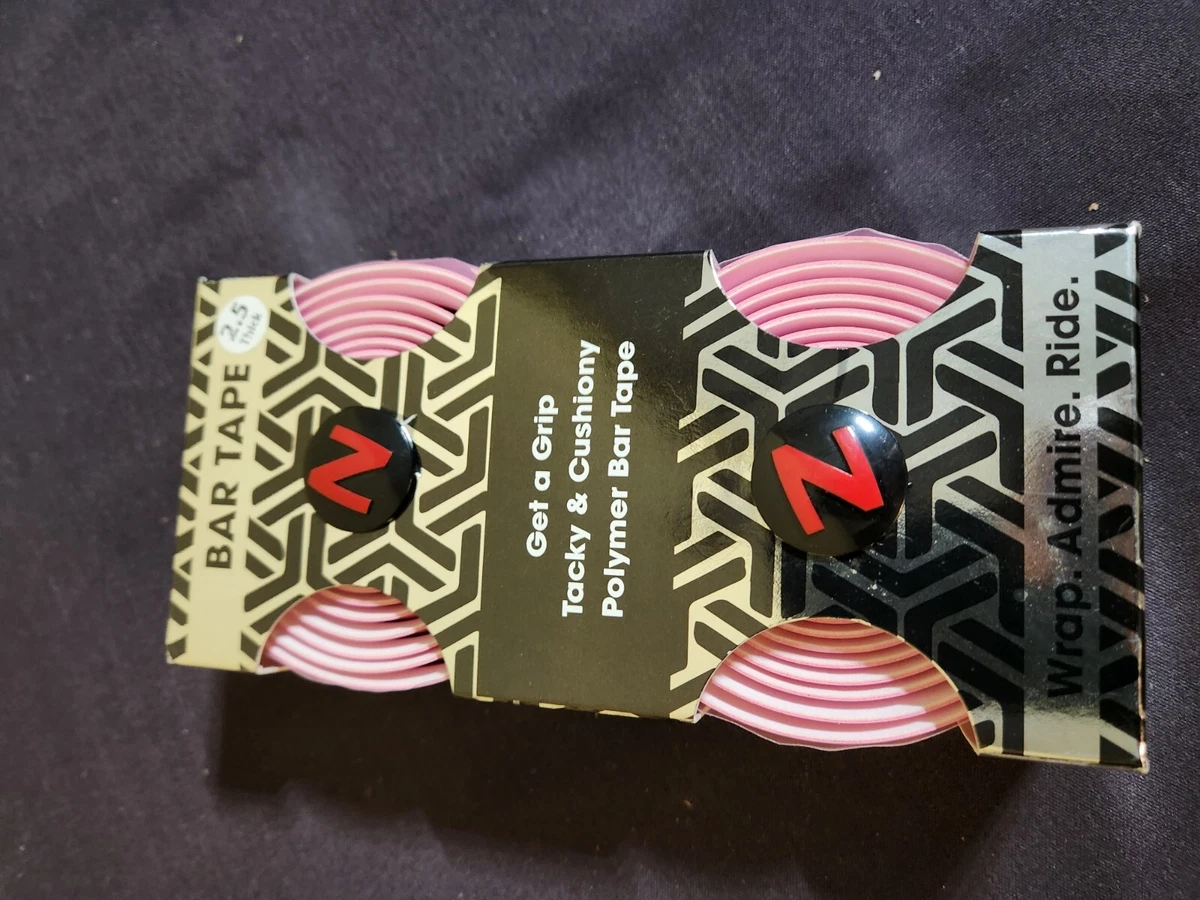 BAR TAPE
2.5
Thick
N
Get a Grip
Tacky & Cushiony
Polymer Bar Tape
N
Wrap. Admire. Ride.